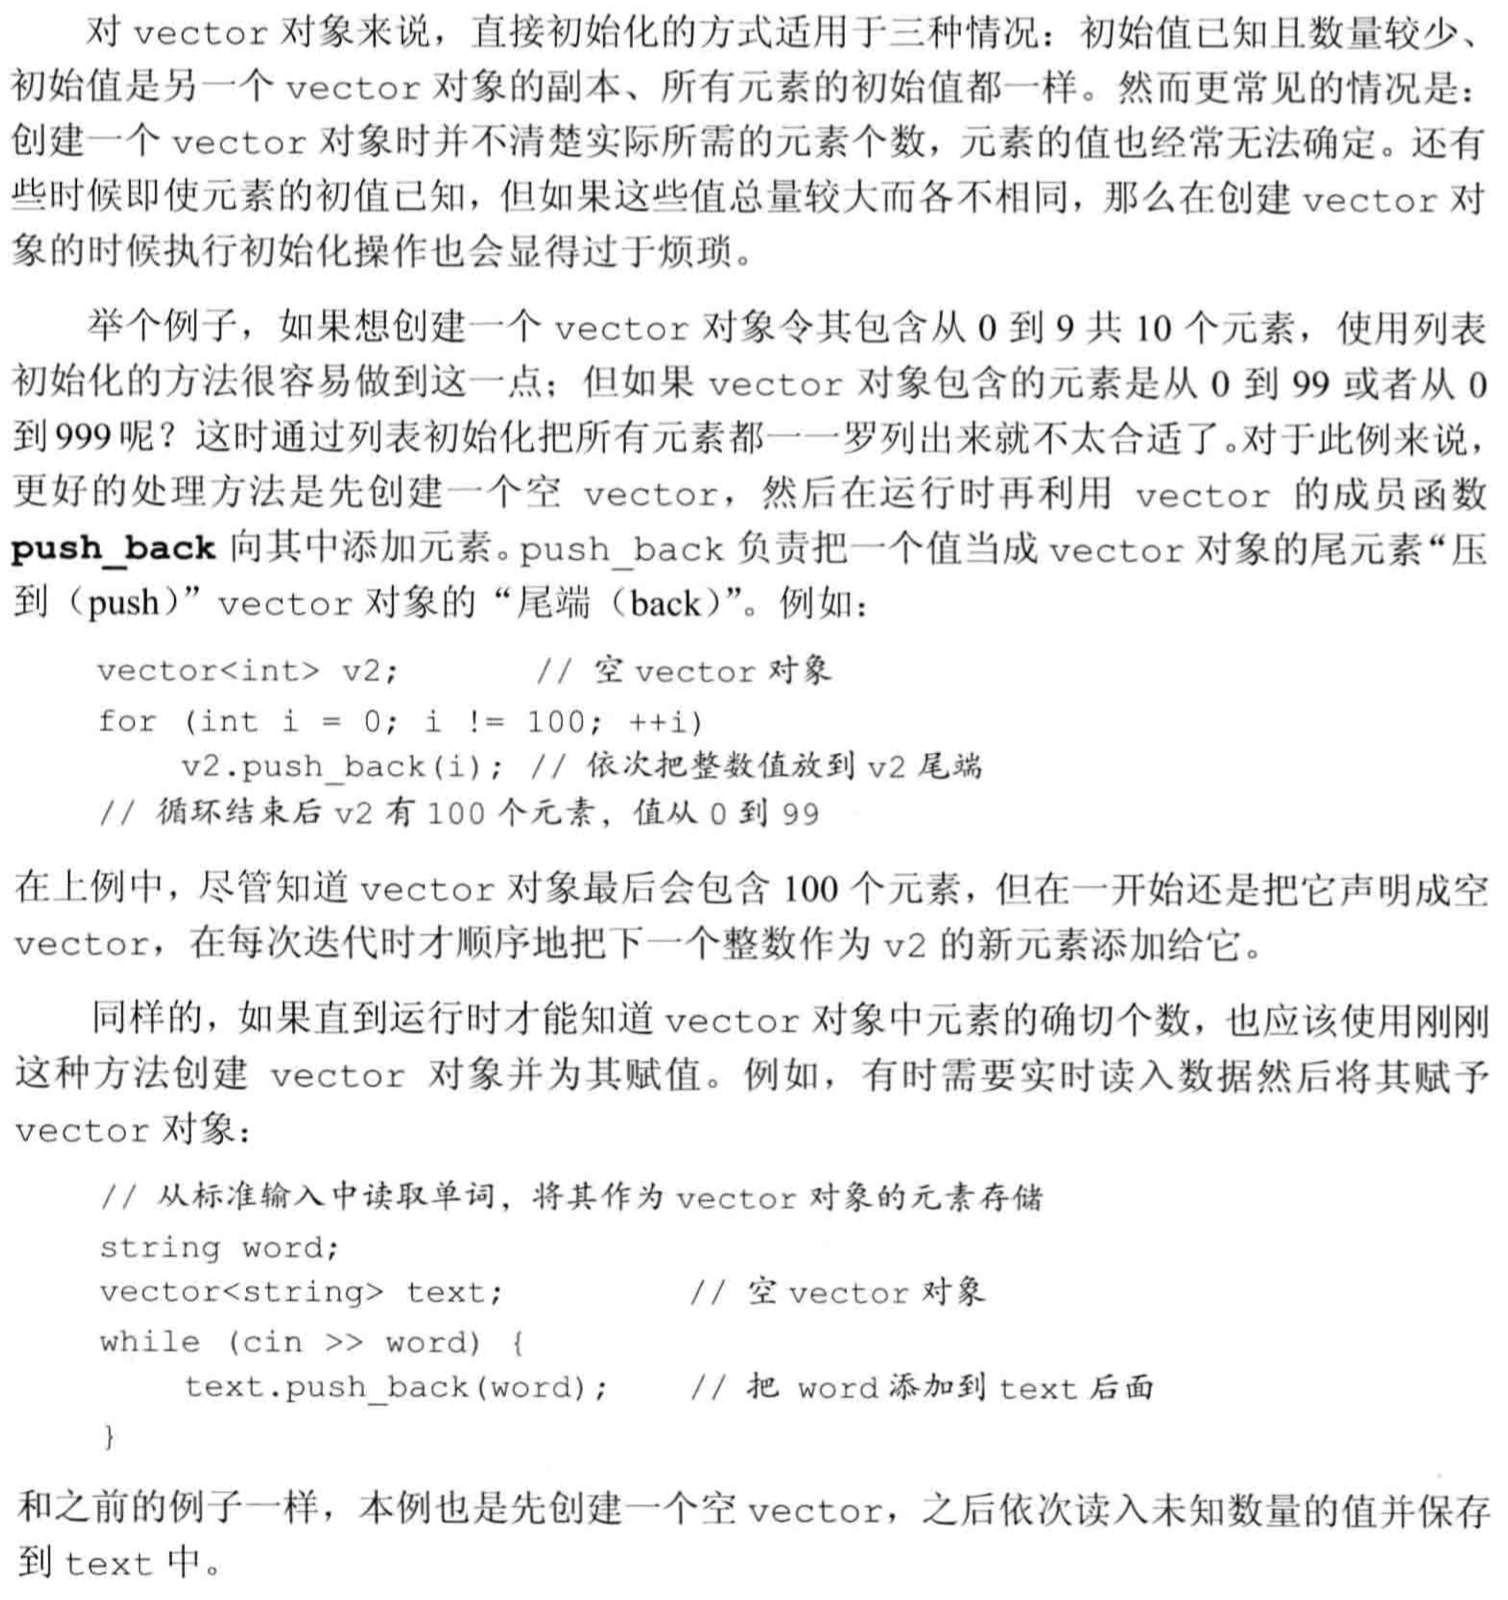 对 vector 对象来说，直接初始化的方式适用于三种情况：初始值已知且数量较少、
初始值是另一个 vector 对象的副本、所有元素的初始值都一样。然而更常见的情况是：
创建一个 vector 对象时并不清楚实际所需的元素个数，元素的值也经常无法确定。还有
些时候即使元素的初值已知，但如果这些值总量较大而各不相同，那么在创建 vector 对
象的时候执行初始化操作也会显得过于烦琐。
举个例子，如果想创建一个 vector 对象令其包含从 0 到 9 共 10 个元素，使用列表
初始化的方法很容易做到这一点；但如果 vector 对象包含的元素是从 0 到 99 或者从 0
到 999 呢？这时通过列表初始化把所有元素都一一罗列出来就不太合适了。对于此例来说，
更好的处理方法是先创建一个空 vector，然后在运行时再利用 vector 的成员函数
push_back 向其中添加元素。push_back 负责把一个值当成 vector 对象的尾元素“压
到（push）” vector 对象的“尾端（back）”。例如：
vector<int> v2;        // 空 vector 对象
for (int i = 0; i != 100; ++i)
    v2.push_back(i); // 依次把整数值放到 v2 尾端
// 循环结束后 v2 有 100 个元素，值从 0 到 99
在上例中，尽管知道 vector 对象最后会包含 100 个元素，但在一开始还是把它声明成空
vector，在每次迭代时才顺序地把下一个整数作为 v2 的新元素添加给它。
同样的，如果直到运行时才能知道 vector 对象中元素的确切个数，也应该使用刚刚
这种方法创建 vector 对象并为其赋值。例如，有时需要实时读入数据然后将其赋予
vector 对象：
// 从标准输入中读取单词，将其作为 vector 对象的元素存储
string word;
vector<string> text;           // 空 vector 对象
while (cin >> word) {
    text.push_back(word);     // 把 word 添加到 text 后面
}
和之前的例子一样，本例也是先创建一个空 vector，之后依次读入未知数量的值并保存
到 text 中。